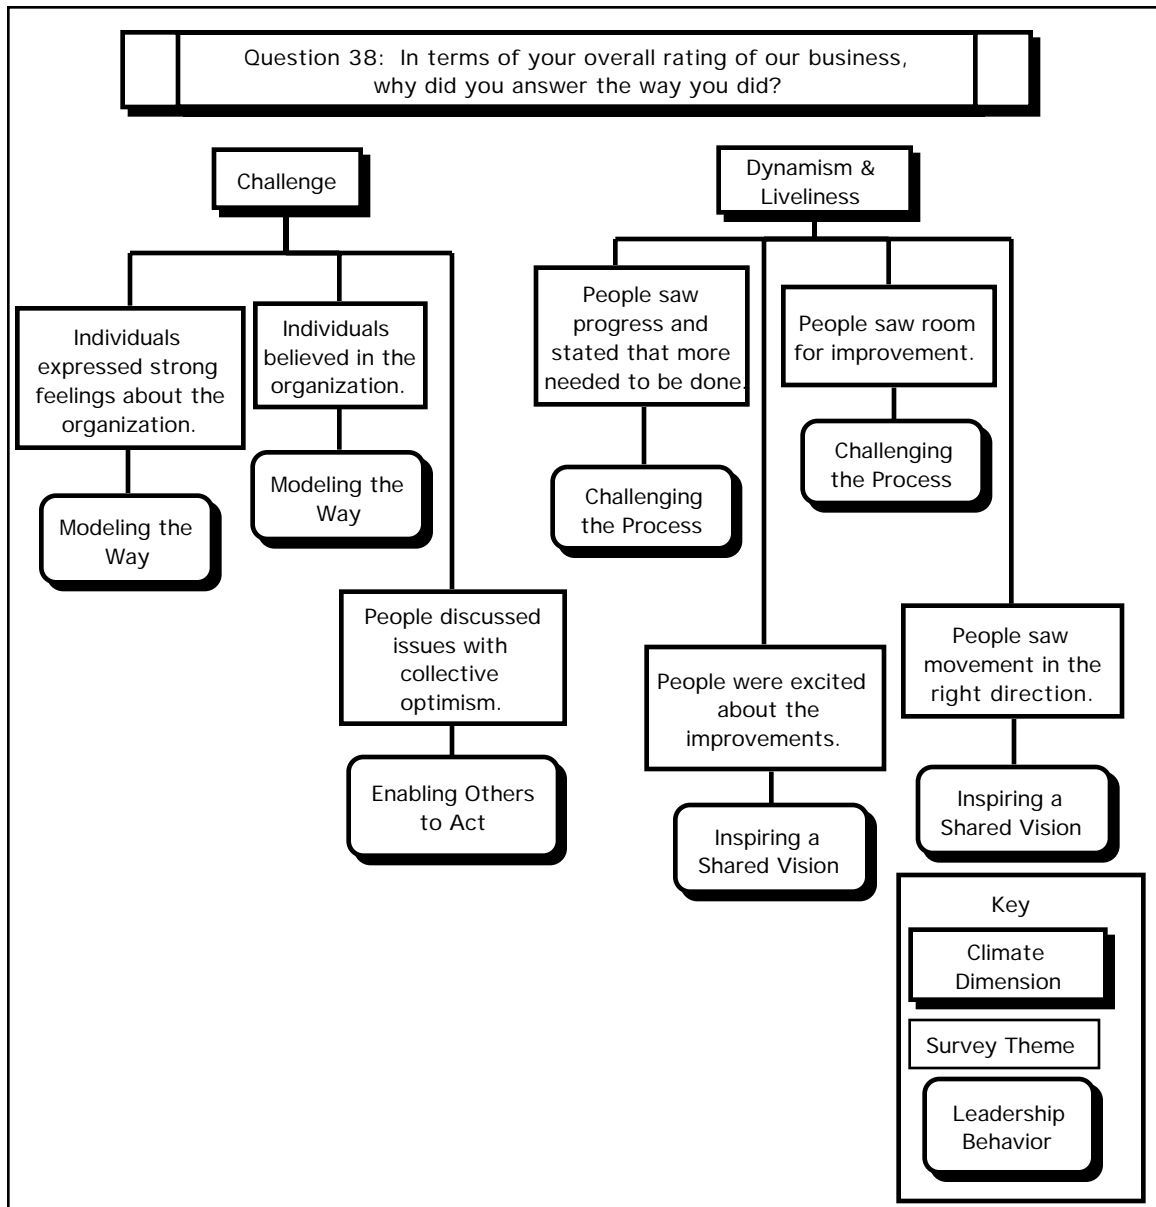 Question 38:  In terms of your overall rating of our business,
why did you answer the way you did?
Challenge
Dynamism &
Liveliness
Individuals
expressed strong
feelings about the
organization.
Modeling the
Way
Individuals
believed in the
organization.
Modeling the
Way
People discussed
issues with
collective
optimism.
Enabling Others
to Act
People saw
progress and
stated that more
needed to be done.
Challenging
the Process
People were excited
about the
improvements.
Inspiring a
Shared Vision
People saw room
for improvement.
Challenging
the Process
People saw
movement in the
right direction.
Inspiring a
Shared Vision
Key
Climate
Dimension
Survey Theme
Leadership
Behavior